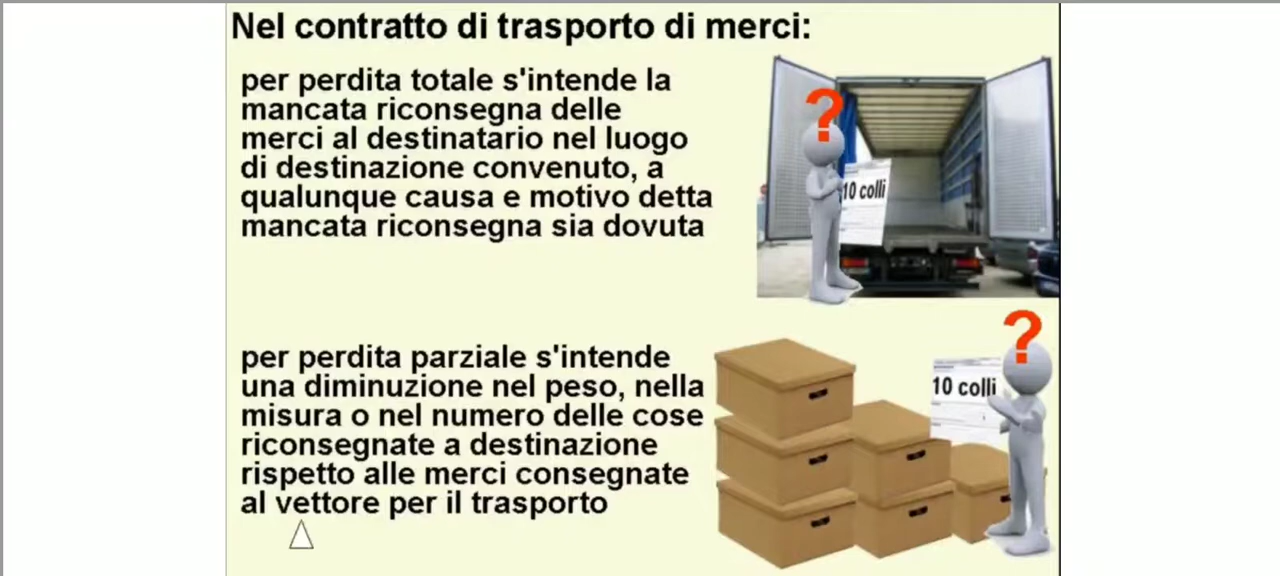 Nel contratto di trasporto di merci:
per perdita totale s'intende la
mancata riconsegna delle
merci al destinatario nel luogo
di destinazione convenuto, a
qualunque causa e motivo detta
mancata riconsegna sia dovuta
?
10 colli
per perdita parziale s'intende
una diminuzione nel peso, nella
misura o nel numero delle cose
riconsegnate a destinazione
rispetto alle merci consegnate
al vettore per il trasporto
?
10 colli